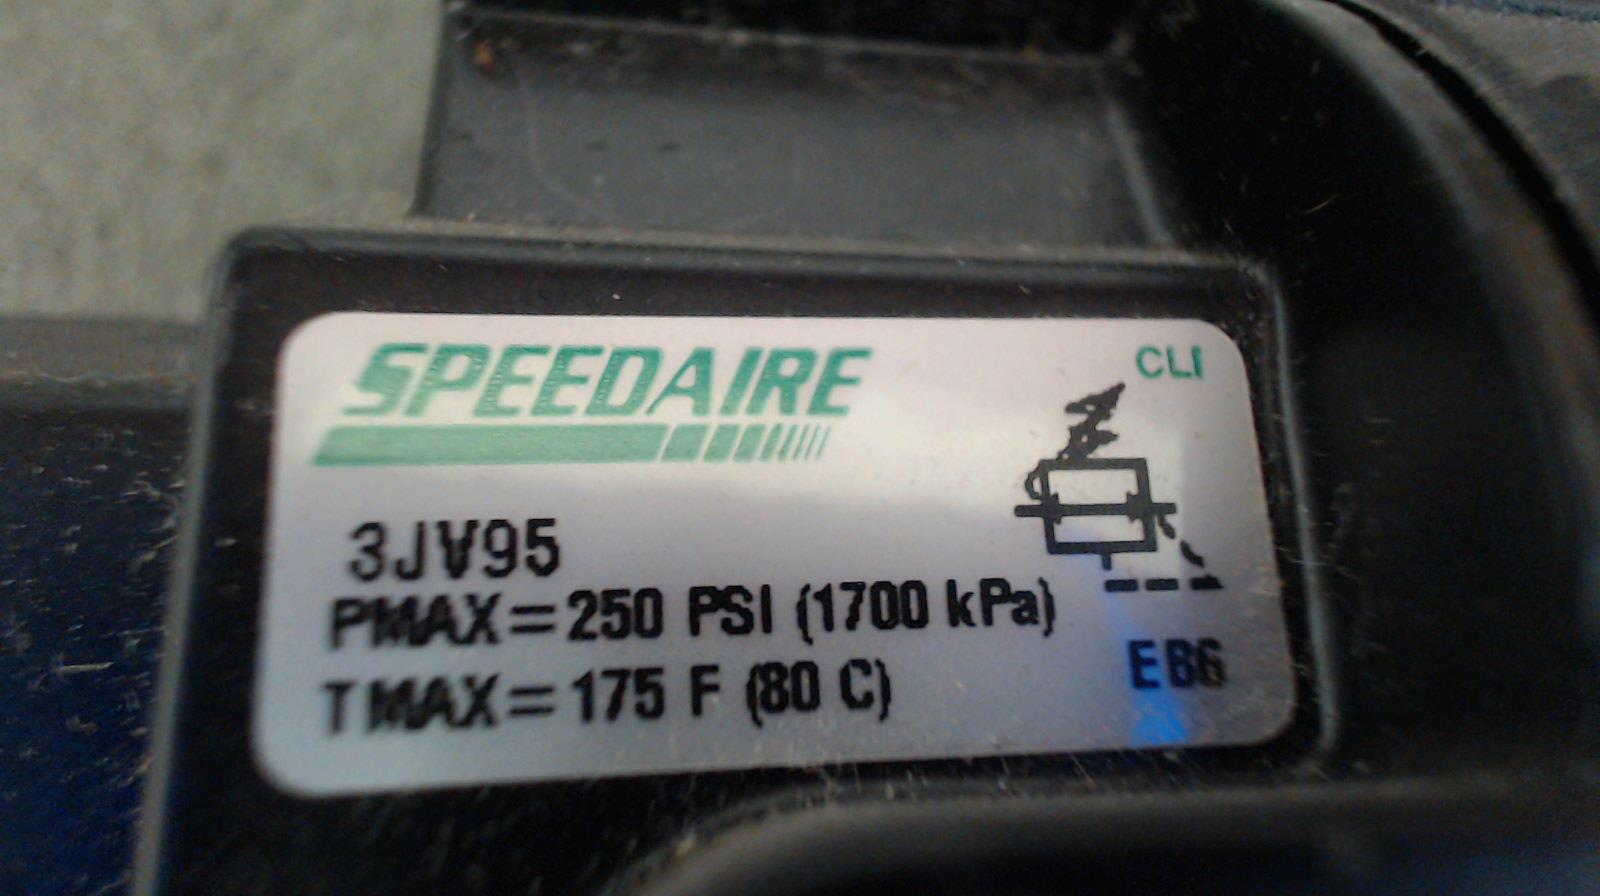 SPEEDAIRE
CLI
3JV95
PMAX=250 PSI (1700 kPa)
TMAX=175 F (80 C)
EB6